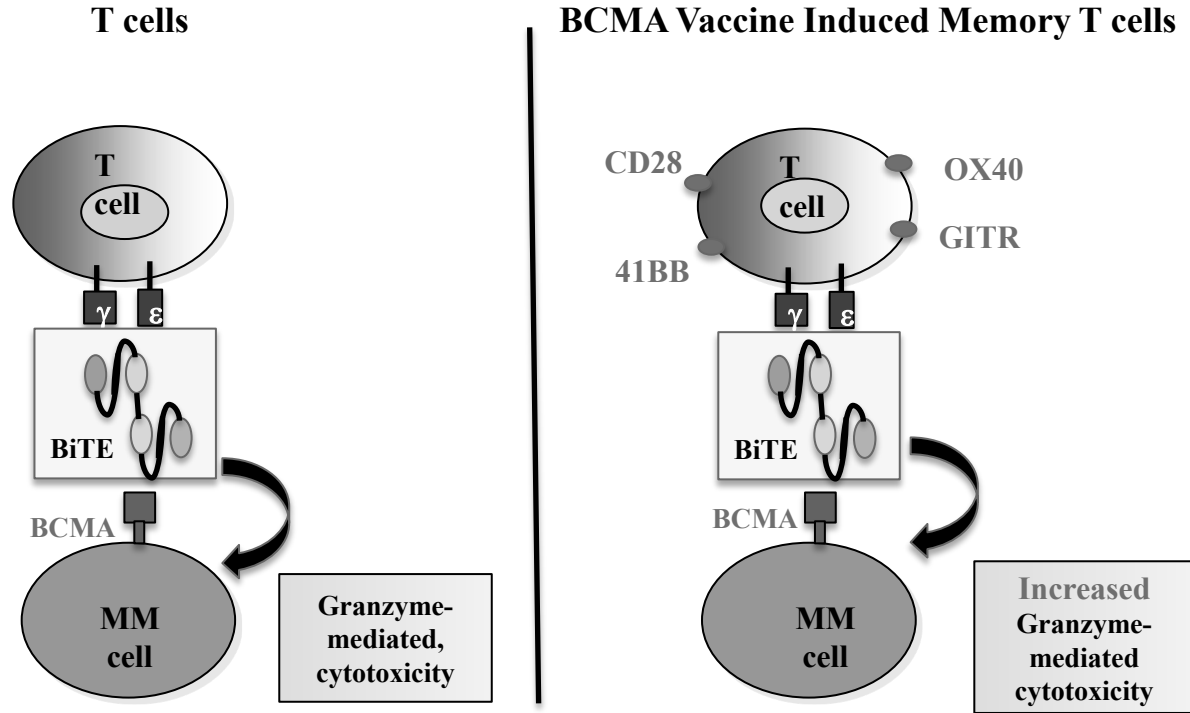 T cells
T
cell
γ
ε
BiTE
BCMA
MM
cell
Granzyme-
mediated,
cytotoxicity
BCMA Vaccine Induced Memory T cells
CD28
T
cell
OX40
GITR
41BB
γ
ε
BiTE
BCMA
MM
cell
Increased
Granzyme-
mediated
cytotoxicity